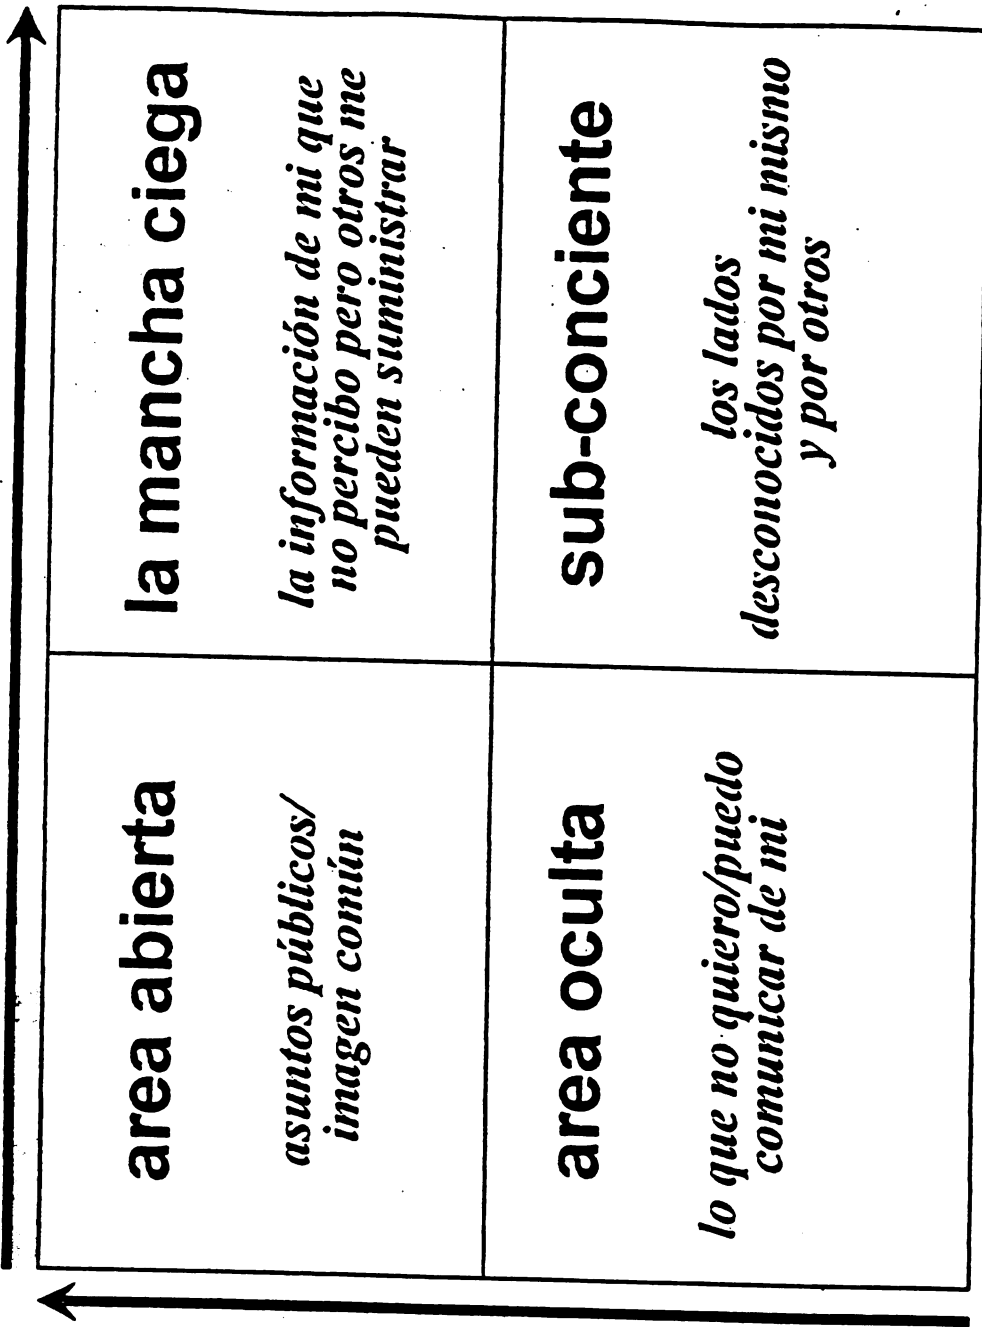 area abierta
asuntos públicos/
imagen común
la mancha ciega
la información de mi que
no percibo pero otros me
pueden suministrar
area oculta
lo que no quiero/puedo
comunicar de mi
sub-conciente
los lados
desconocidos por mi mismo
y por otros